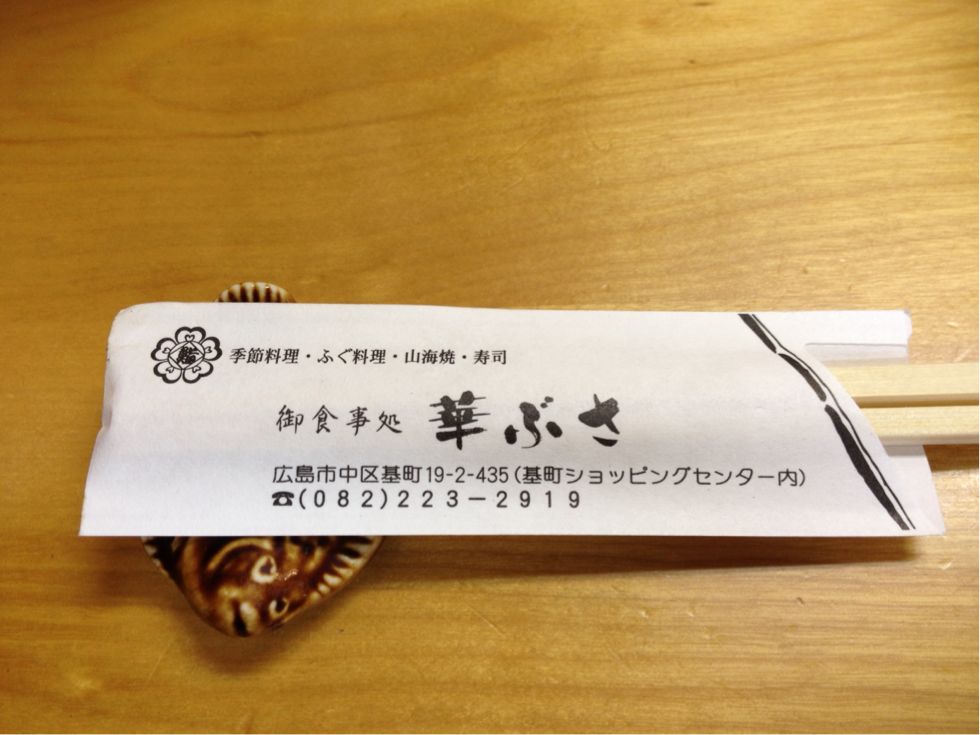 季節料理・ふぐ料理・山海焼・寿司
御食事処 華ぶさ
広島市中区基町19-2-435(基町ショッピングセンター内)
☎(082)223-2919